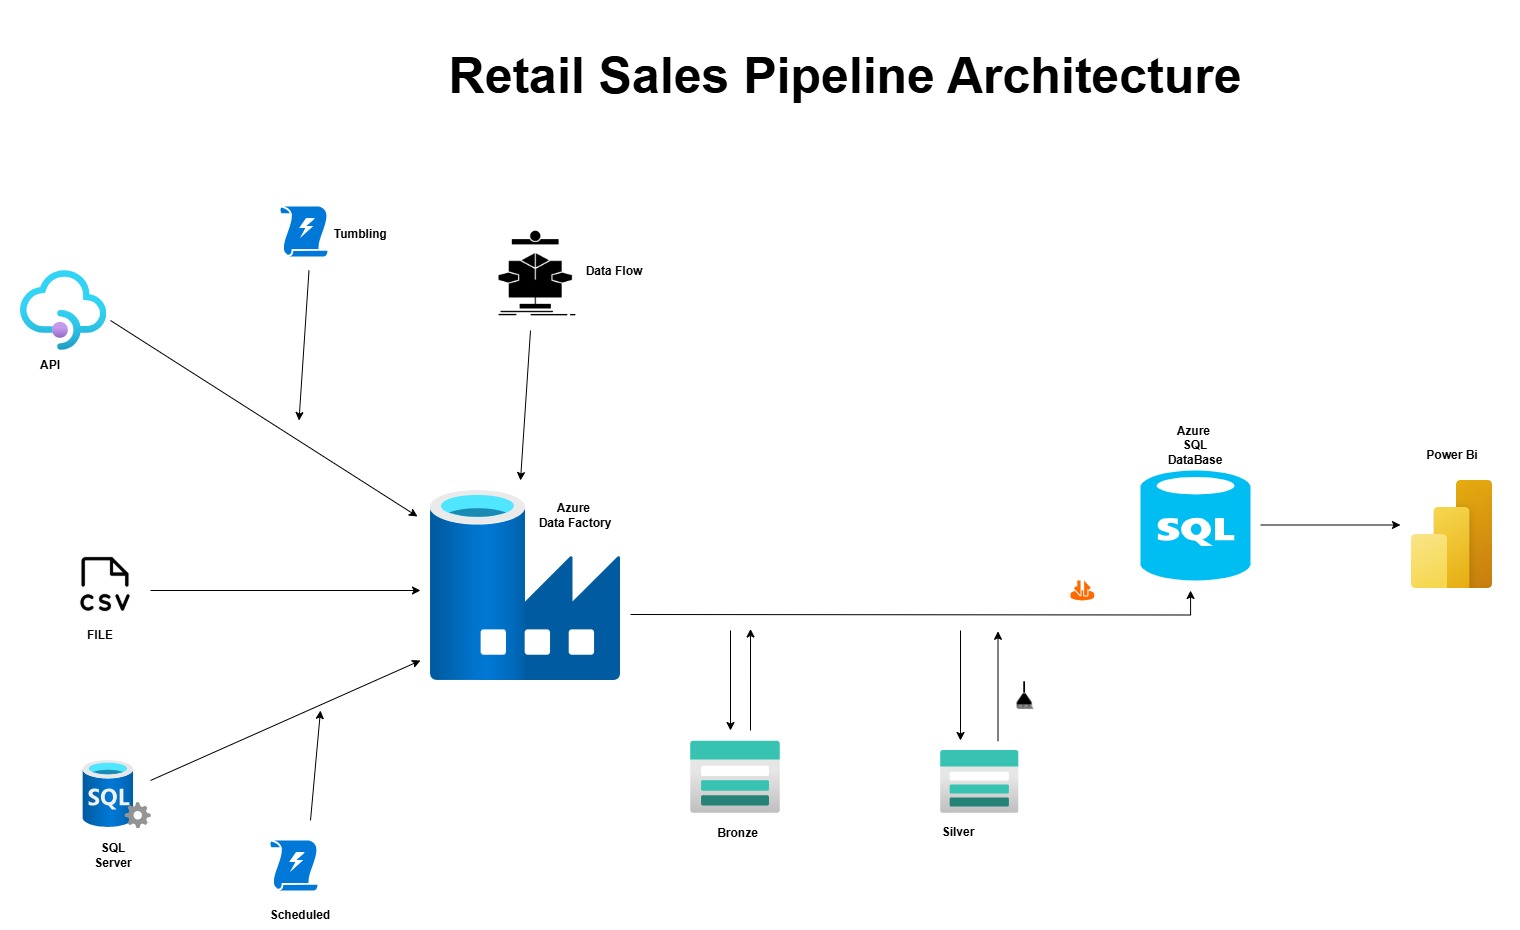 Retail Sales Pipeline Architecture
Tumbling
Data Flow
API
Azure
SQL
DataBase
Power Bi
Azure
Data Factory
SQL
CSV
FILE
SQL
SQL
Server
Bronze
Silver
Scheduled